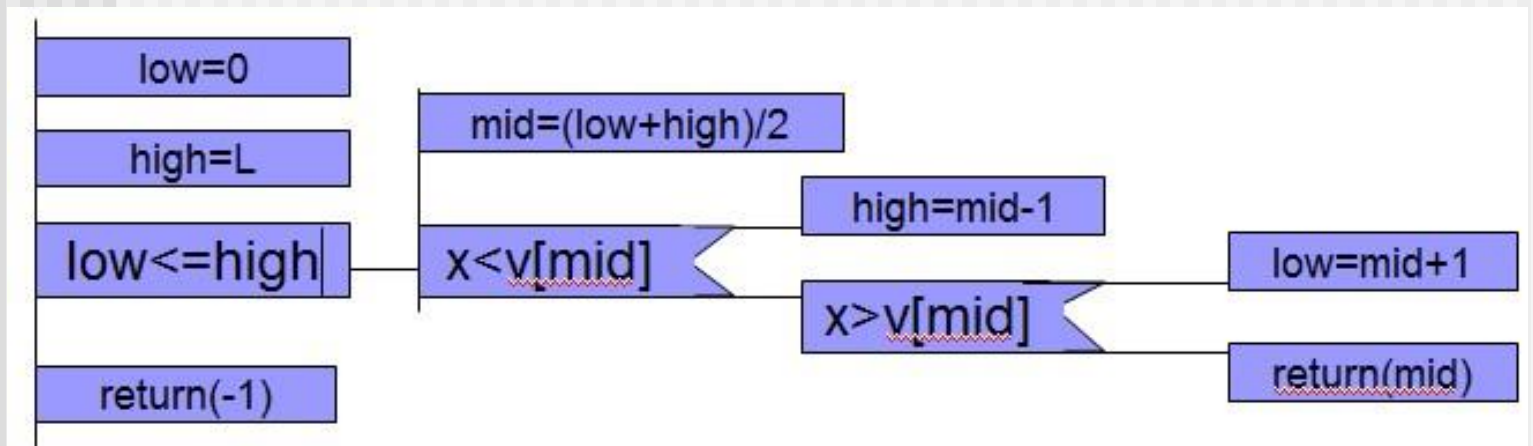 low=0
high=L
low<=high
return(-1)
mid=(low+high)/2
x<v[mid]
high=mid-1
x>v[mid]
low=mid+1
return(mid)